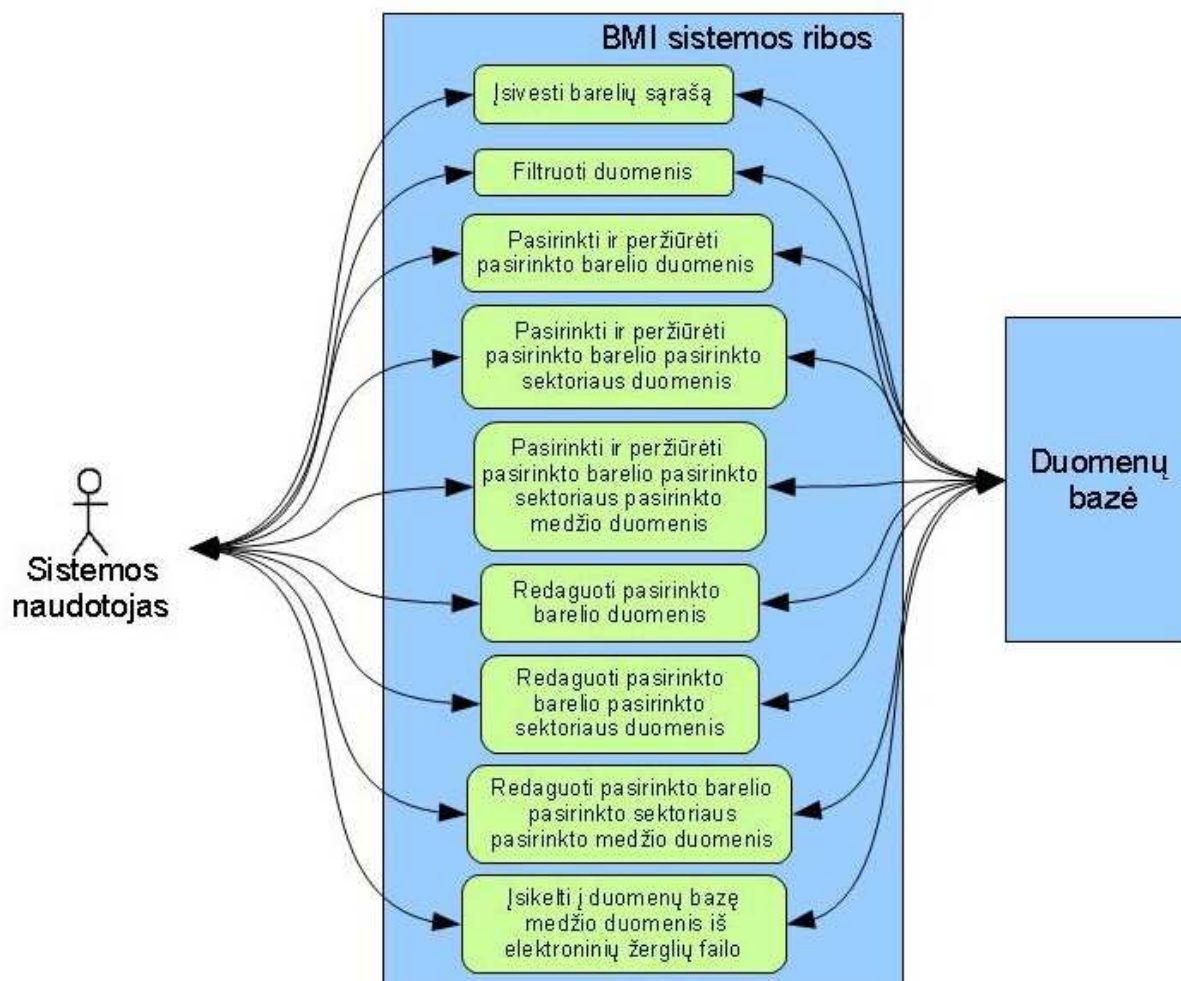 BMI sistemos ribos
Įsivesti barelių sąrašą
Filtruoti duomenis
Pasirinkti ir peržiūrėti
pasirinkto barelio duomenis
Pasirinkti ir peržiūrėti
pasirinkto barelio pasirinkto
sektoriaus duomenis
Pasirinkti ir peržiūrėti
pasirinkto barelio pasirinkto
sektoriaus pasirinkto
medžio duomenis
Redaguoti pasirinkto
barelio duomenis
Redaguoti pasirinkto
barelio pasirinkto
sektoriaus duomenis
Redaguoti pasirinkto barelio
pasirinkto sektoriaus
pasirinkto medžio duomenis
Įsikelti į duomenų bazę
medžio duomenis iš
elektroninių žerglių failo
Sistemos
naudotojas
Duomenų
bazė